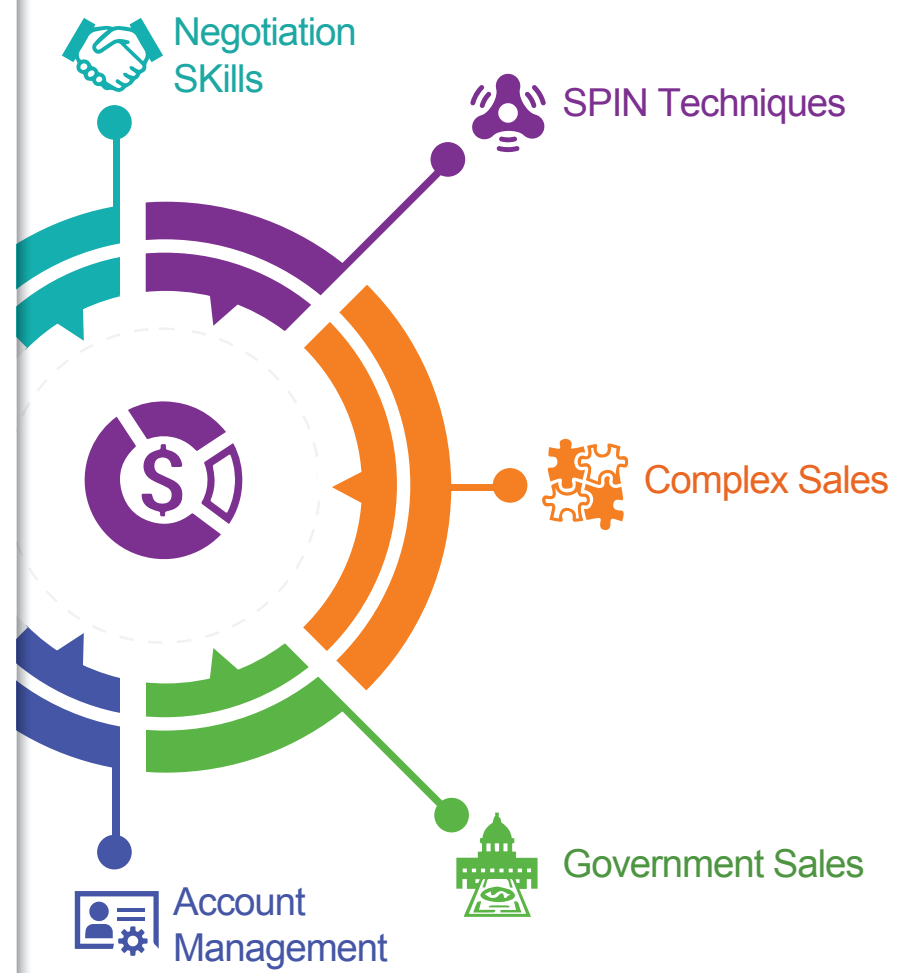 Negotiation
SKills
SPIN Techniques
$
Complex Sales
Government Sales
Account
Management